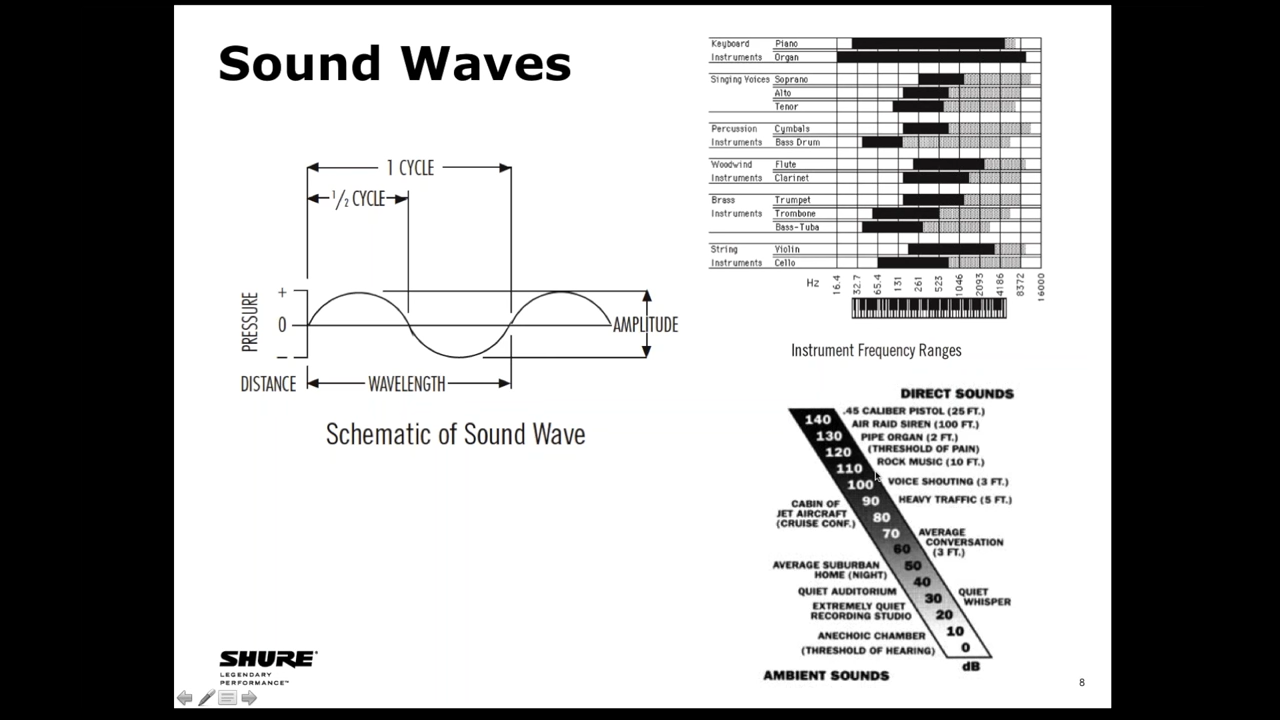 Sound Waves
1 CYCLE
1/2 CYCLE
PRESSURE
+
0
–
AMPLITUDE
DISTANCE
WAVELENGTH
Schematic of Sound Wave
Keyboard Piano
Instruments Organ
Singing Voices Soprano
Alto
Tenor
Percussion Cymbals
Instruments Bass Drum
Woodwind Flute
Instruments Clarinet
Brass Trumpet
Instruments Trombone
Bass-Tuba
String Violin
Instruments Cello
Hz 16.4 32.7 65.4 131 261 523 1046 2093 4186 8372 16000
Instrument Frequency Ranges
DIRECT SOUNDS
140 .45 CALIBER PISTOL (25 FT.)
AIR RAID SIREN (100 FT.)
130 PIPE ORGAN (2 FT.)
120 (THRESHOLD OF PAIN)
110 ROCK MUSIC (10 FT.)
100 VOICE SHOUTING (3 FT.)
90 HEAVY TRAFFIC (5 FT.)
CABIN OF
JET AIRCRAFT 80
(CRUISE CONF.)
70 AVERAGE
60 CONVERSATION
(3 FT.)
AVERAGE SUBURBAN 50
HOME (NIGHT) 40
QUIET AUDITORIUM 30 QUIET
WHISPER
EXTREMELY QUIET
RECORDING STUDIO 20
ANECHOIC CHAMBER 10
(THRESHOLD OF HEARING) 0
dB
AMBIENT SOUNDS
SHURE
LEGENDARY
PERFORMANCE™
8